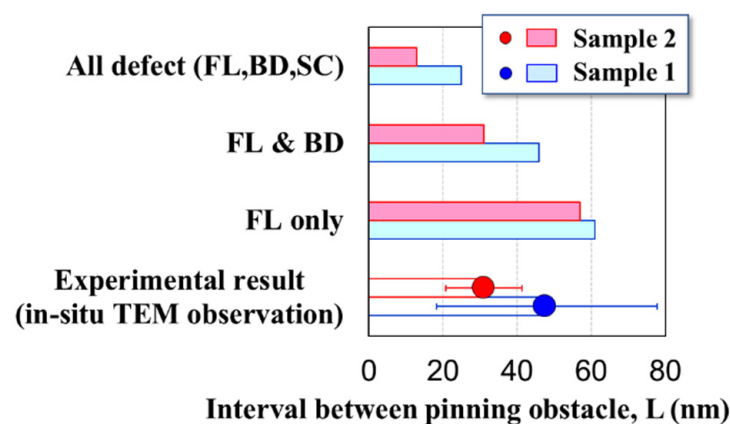 Sample 2
Sample 1
All defect (FL,BD,SC)
FL & BD
FL only
Experimental result
(in-situ TEM observation)
0 20 40 60 80
Interval between pinning obstacle, L (nm)